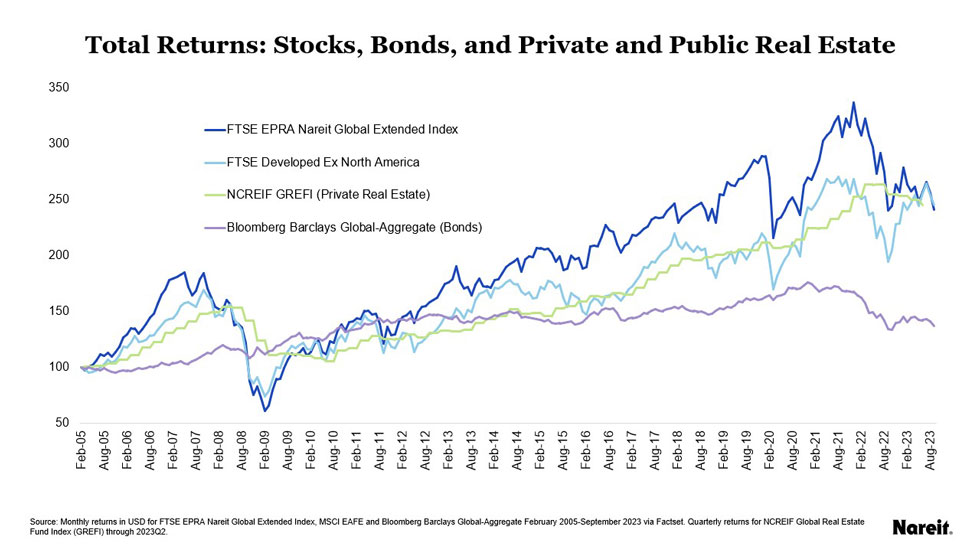 Total Returns: Stocks, Bonds, and Private and Public Real Estate
350
300
250
200
150
100
50
FTSE EPRA Nareit Global Extended Index
FTSE Developed Ex North America
NCREIF GREFI (Private Real Estate)
Bloomberg Barclays Global-Aggregate (Bonds)
Feb-05
Aug-05
Feb-06
Aug-06
Feb-07
Aug-07
Feb-08
Aug-08
Feb-09
Aug-09
Feb-10
Aug-10
Feb-11
Aug-11
Feb-12
Aug-12
Feb-13
Aug-13
Feb-14
Aug-14
Feb-15
Aug-15
Feb-16
Aug-16
Feb-17
Aug-17
Feb-18
Aug-18
Feb-19
Aug-19
Feb-20
Aug-20
Feb-21
Aug-21
Feb-22
Aug-22
Feb-23
Aug-23
Source: Monthly returns in USD for FTSE EPRA Nareit Global Extended Index, MSCI EAFE and Bloomberg Barclays Global-Aggregate February 2005-September 2023 via Factset. Quarterly returns for NCREIF Global Real Estate
Fund Index (GREFI) through 2023Q2.
Nareit.